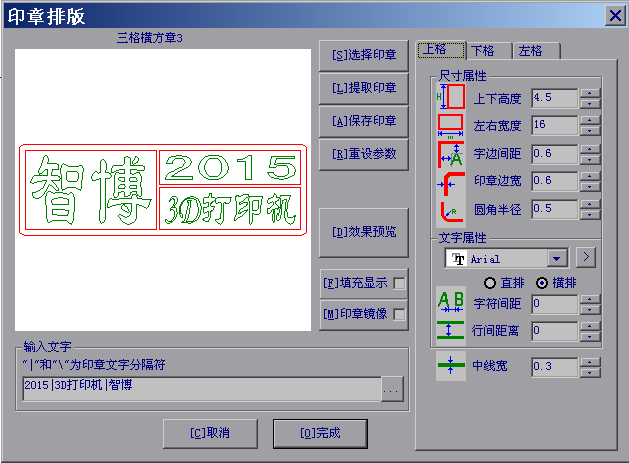 印章排版
三格横方章3
智博
2015
3D打印机
[S]选择印章
[L]提取印章
[A]保存印章
[R]重设参数
[D]效果预览
[F]填充显示
[M]印章镜像
输入文字
"|"和"\"为印章文字分隔符
2015|3D打印机|智博
...
[C]取消
[O]完成
上格 下格 左格
尺寸属性
H 上下高度 4.5
左右宽度 16
A 字边间距 0.6
印章边宽 0.6
R 圆角半径 0.5
文字属性
TT Arial >
直排 横排
AB 字符间距 0
行间距离 0
中线宽 0.3